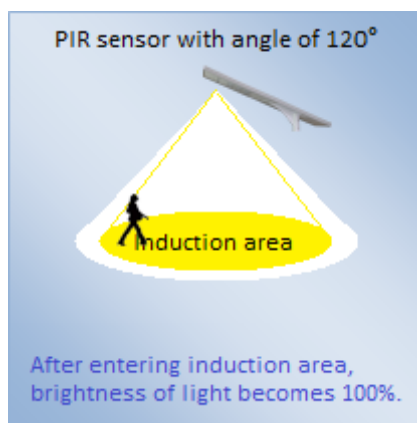 PIR sensor with angle of 120°
Induction area
After entering induction area,
brightness of light becomes 100%.